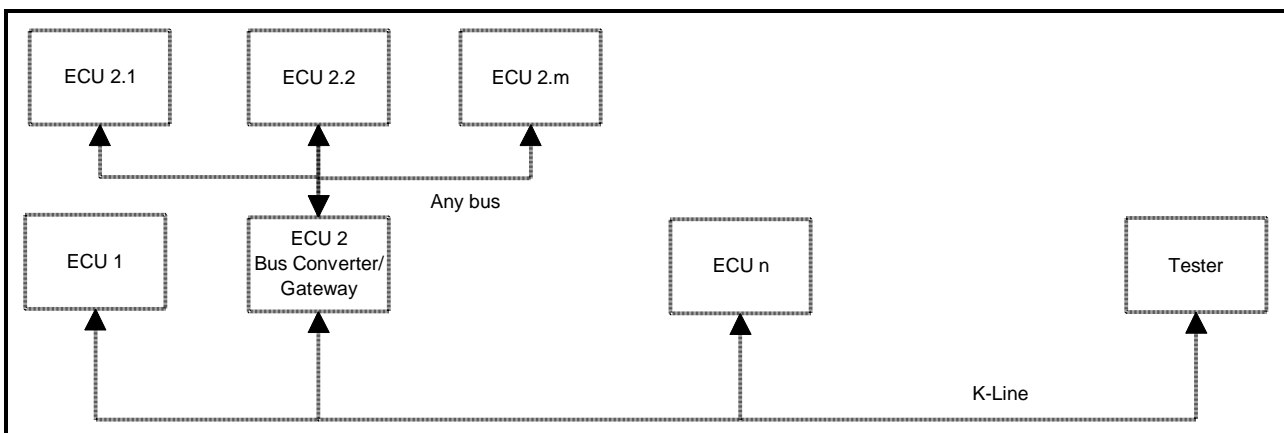 ECU 2.1
ECU 2.2
ECU 2.m
Any bus
ECU 1
ECU 2
Bus Converter/
Gateway
ECU n
Tester
K-Line